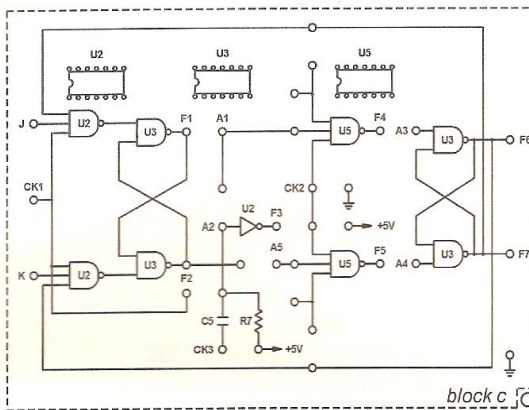 U2 U3 U5
J U2 U3 F1 A1 U5 F4 A3 U3 F6
CK1 CK2
A2 U2 F3 +5V
K U2 U3 F2 A5 U5 F5 A4 U3 F7
C5 R7
CK3 +5V
block c